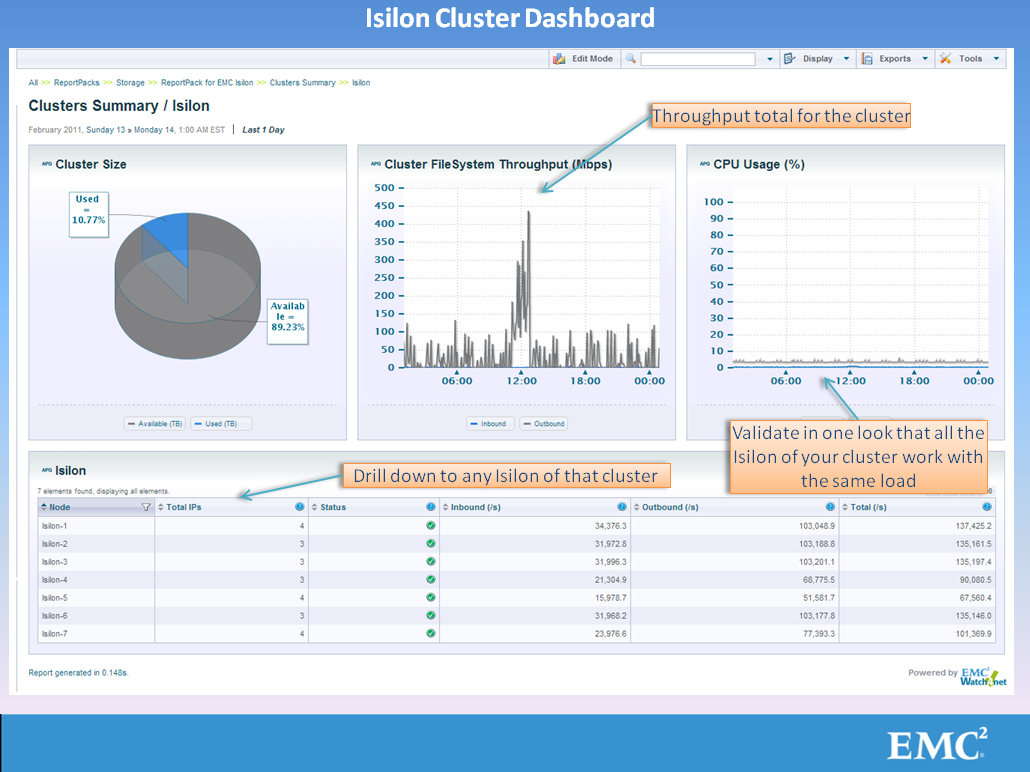 Isilon Cluster Dashboard
Edit Mode
Display
Exports
Tools
All >> ReportPacks >> Storage >> ReportPack for EMC Isilon >> Clusters Summary >> Isilon
Clusters Summary / Isilon
February 2011, Sunday 13 » Monday 14, 1:00 AM EST | Last 1 Day
Throughput total for the cluster
APG Cluster Size
Used
=
10.77%
Availab
le =
89.23%
Available (TB) Used (TB)
APG Cluster FileSystem Throughput (Mbps)
500
450
400
350
300
250
200
150
100
50
0
06:00 12:00 18:00 00:00
Inbound Outbound
APG CPU Usage (%)
100
90
80
70
60
50
40
30
20
10
0
06:00 12:00 18:00 00:00
Validate in one look that all the
Isilon of your cluster work with
the same load
Drill down to any Isilon of that cluster
APG Isilon
7 elements found, displaying all elements.
Node Total IPs Status Inbound (/s) Outbound (/s) Total (/s)
Isilon-1 4 34,376.3 103,048.9 137,425.2
Isilon-2 3 31,972.8 103,188.8 135,161.5
Isilon-3 3 31,996.3 103,201.1 135,197.4
Isilon-4 3 21,304.9 68,775.5 90,080.5
Isilon-5 4 15,978.7 51,581.7 67,560.4
Isilon-6 3 31,968.2 103,177.8 135,146.0
Isilon-7 4 23,976.6 77,393.3 101,369.9
Report generated in 0.148s.
Powered by EMC²
Watch4net
EMC²